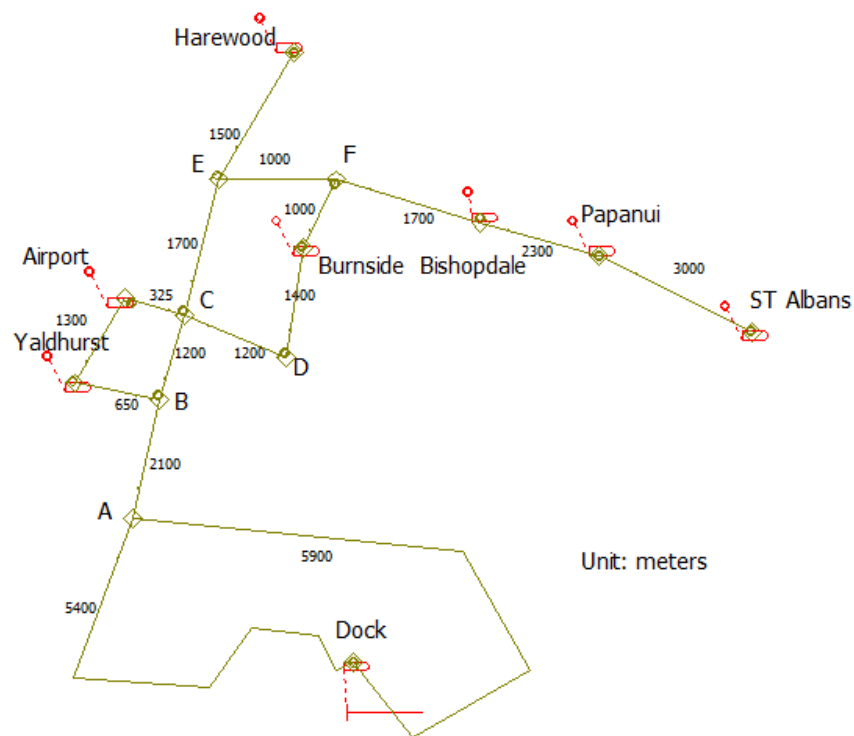 Harewood
1500
E
1000
F
1000
1700
Papanui
2300
3000
1700
Burnside
Bishopdale
Airport
325
C
1400
ST Albans
1300
Yaldhurst
1200
1200
D
650
B
2100
A
5900
Unit: meters
5400
Dock